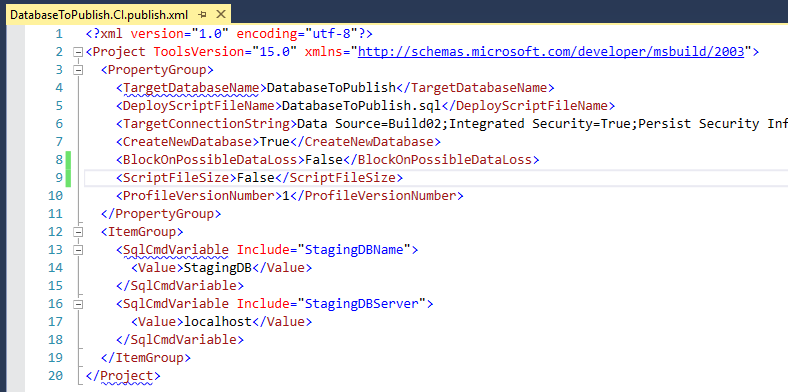 DatabaseToPublish.CI.publish.xml
1 <?xml version="1.0" encoding="utf-8"?>
2 <Project ToolsVersion="15.0" xmlns="http://schemas.microsoft.com/developer/msbuild/2003">
3 <PropertyGroup>
4 <TargetDatabaseName>DatabaseToPublish</TargetDatabaseName>
5 <DeployScriptFileName>DatabaseToPublish.sql</DeployScriptFileName>
6 <TargetConnectionString>Data Source=Build02;Integrated Security=True;Persist Security Inf
7 <CreateNewDatabase>True</CreateNewDatabase>
8 <BlockOnPossibleDataLoss>False</BlockOnPossibleDataLoss>
9 <ScriptFileSize>False</ScriptFileSize>
10 <ProfileVersionNumber>1</ProfileVersionNumber>
11 </PropertyGroup>
12 <ItemGroup>
13 <SqlCmdVariable Include="StagingDBName">
14 <Value>StagingDB</Value>
15 </SqlCmdVariable>
16 <SqlCmdVariable Include="StagingDBServer">
17 <Value>localhost</Value>
18 </SqlCmdVariable>
19 </ItemGroup>
20 </Project>